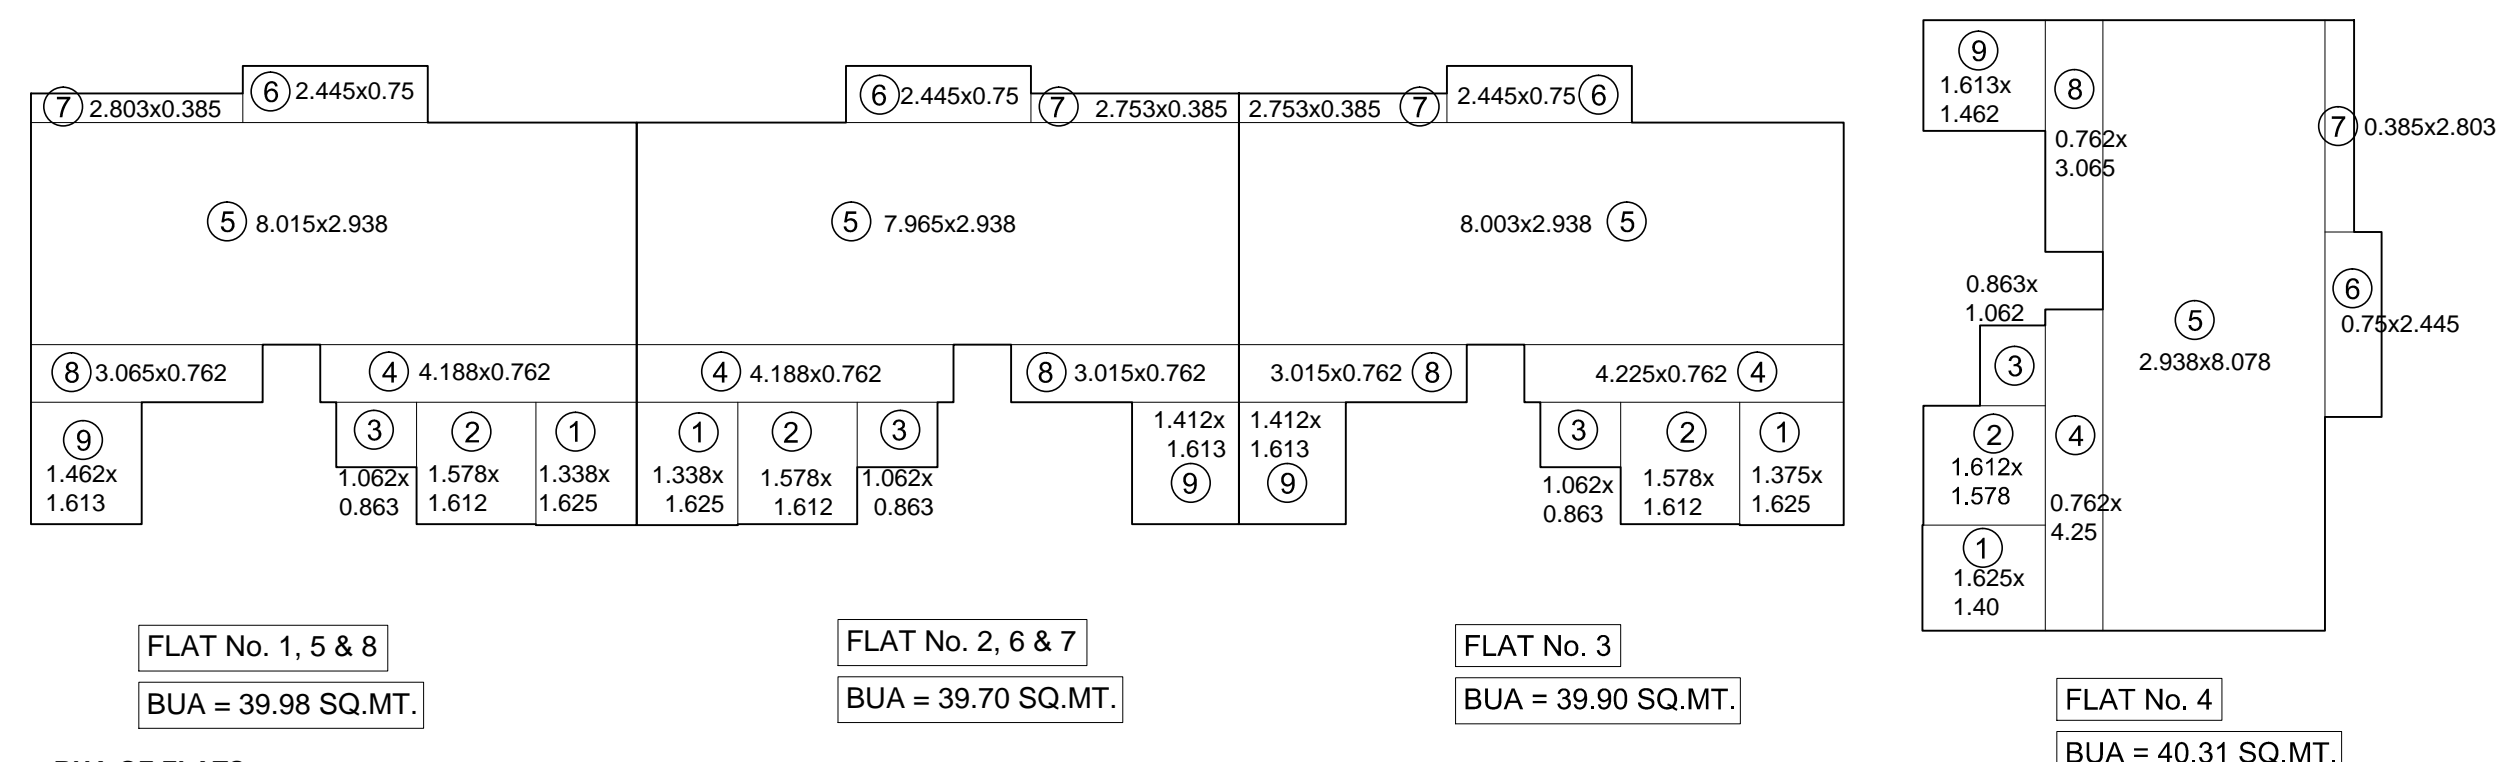 7 2.803x0.385
6 2.445x0.75
5 8.015x2.938
8 3.065x0.762
4 4.188x0.762
9
1.462x
1.613
3
1.062x
0.863
2
1.578x
1.612
1
1.338x
1.625
FLAT No. 1, 5 & 8
BUA = 39.98 SQ.MT.
6 2.445x0.75
7 2.753x0.385
5 7.965x2.938
4 4.188x0.762
8 3.015x0.762
1
1.338x
1.625
2
1.578x
1.612
3
1.062x
0.863
1.412x
1.613
9
FLAT No. 2, 6 & 7
BUA = 39.70 SQ.MT.
2.753x0.385 7
2.445x0.75 6
8.003x2.938 5
3.015x0.762 8
4.225x0.762 4
1.412x
1.613
9
3
1.062x
0.863
2
1.578x
1.612
1
1.375x
1.625
FLAT No. 3
BUA = 39.90 SQ.MT.
9
1.613x
1.462
8
0.762x
3.065
7 0.385x2.803
0.863x
1.062
3
6
0.75x2.445
5
2.938x8.078
2
1.612x
1.578
4
0.762x
4.25
1
1.625x
1.40
FLAT No. 4
BUA = 40.31 SQ.MT.